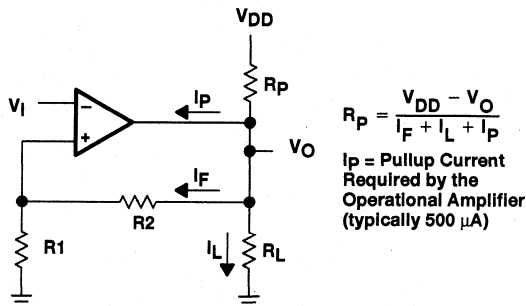 VDD
RP
IP
VI
−
+
VO
IF
R2
R1
IL
RL
RP = VDD − VO
IF + IL + IP
IP = Pullup Current
Required by the
Operational Amplifier
(typically 500 µA)